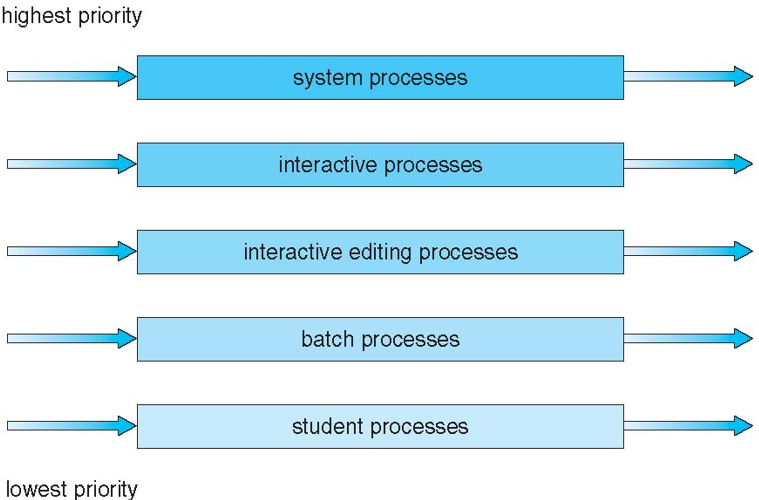 highest priority
system processes
interactive processes
interactive editing processes
batch processes
student processes
lowest priority